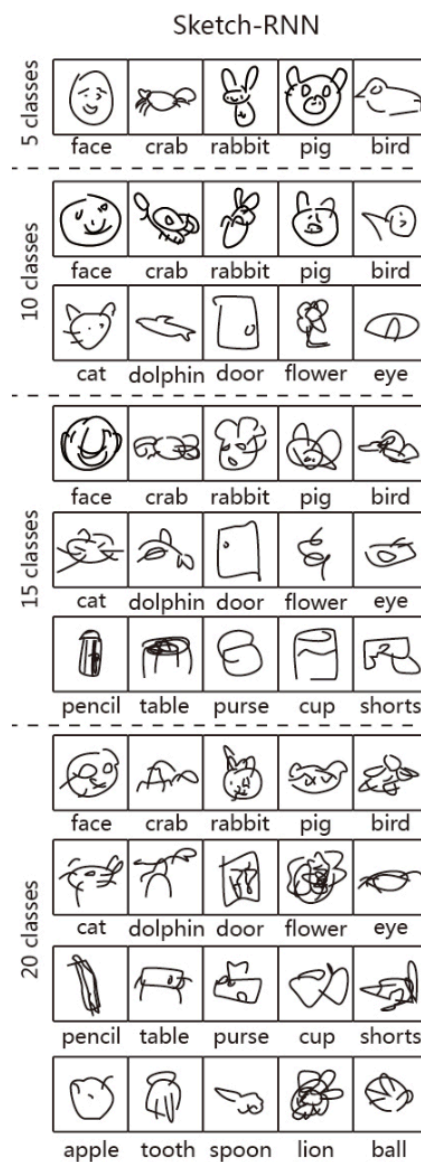 Sketch-RNN
5 classes
face crab rabbit pig bird
10 classes
face crab rabbit pig bird
cat dolphin door flower eye
15 classes
face crab rabbit pig bird
cat dolphin door flower eye
pencil table purse cup shorts
20 classes
face crab rabbit pig bird
cat dolphin door flower eye
pencil table purse cup shorts
apple tooth spoon lion ball